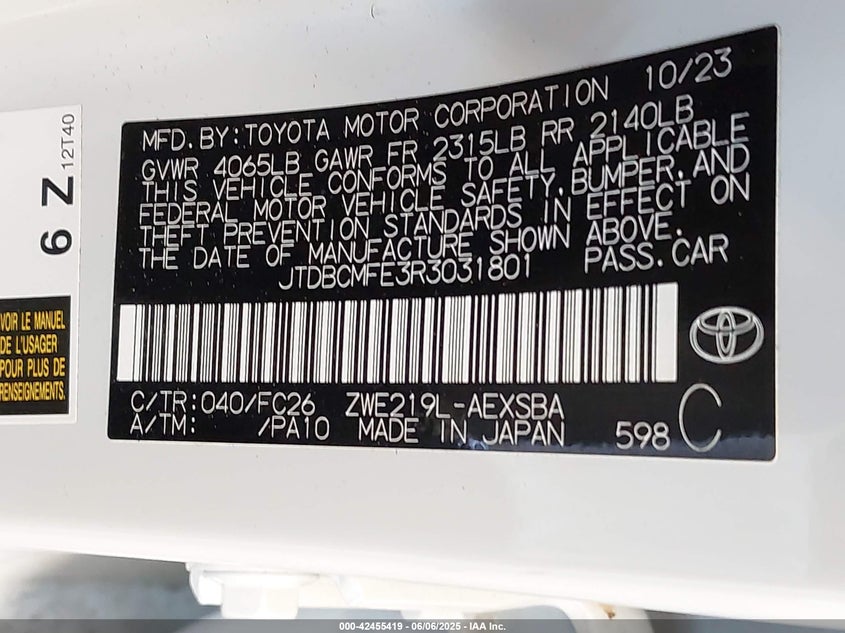 6 Z 12T40
VOIR LE MANUEL
DE L'USAGER
POUR PLUS DE
RENSEIGNEMENTS.
MFD. BY: TOYOTA MOTOR CORPORATION 10/23
GVWR 4065LB GAWR FR 2315LB RR 2140LB
THIS VEHICLE CONFORMS TO ALL APPLICABLE
FEDERAL MOTOR VEHICLE SAFETY, BUMPER, AND
THEFT PREVENTION STANDARDS IN EFFECT ON
THE DATE OF MANUFACTURE SHOWN ABOVE.
JTDBCMFE3R3031801 PASS. CAR
C/TR: 040/FC26 ZWE219L-AEXSBA
A/TM: /PA10 MADE IN JAPAN 598 C
000-42455419 - 06/06/2025 - IAA Inc.